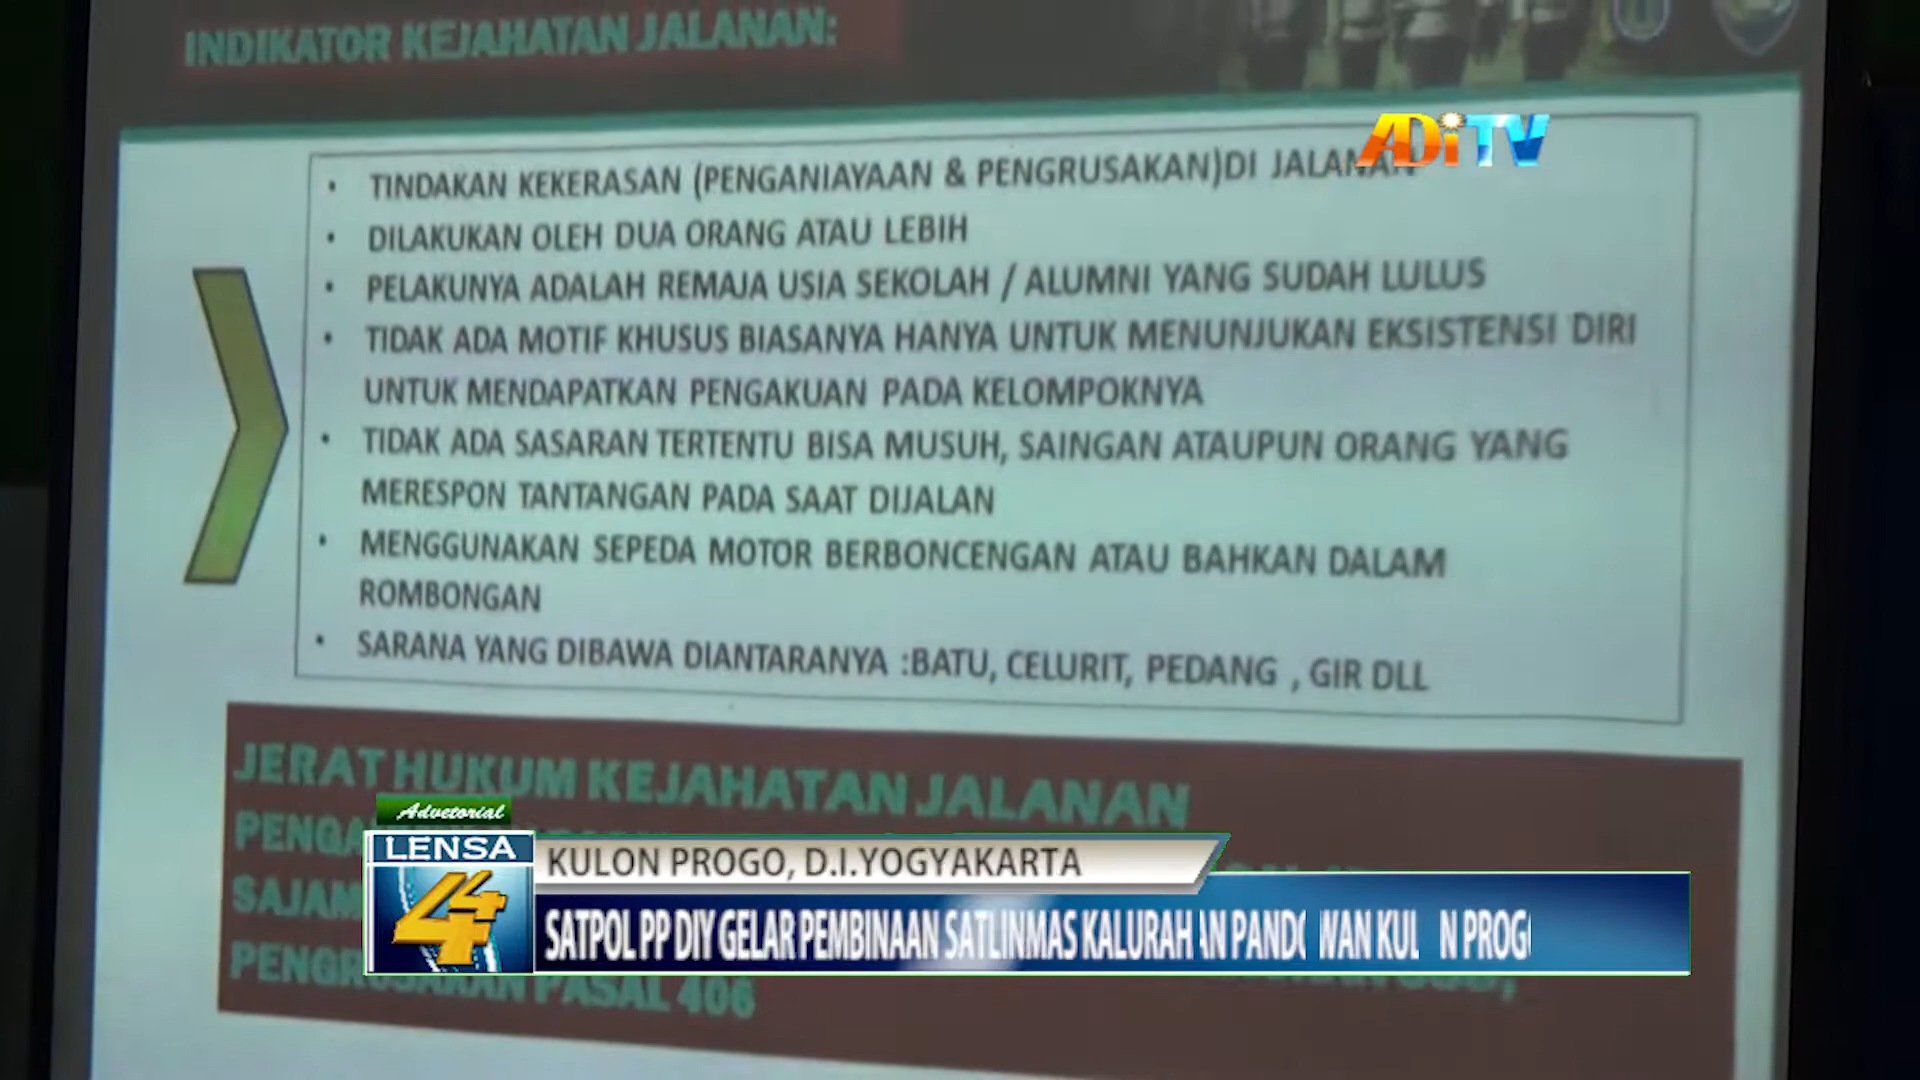 INDIKATOR KEJAHATAN JALANAN:
ADiTV
• TINDAKAN KEKERASAN (PENGANIAYAAN & PENGRUSAKAN)DI JALANAN
• DILAKUKAN OLEH DUA ORANG ATAU LEBIH
• PELAKUNYA ADALAH REMAJA USIA SEKOLAH / ALUMNI YANG SUDAH LULUS
• TIDAK ADA MOTIF KHUSUS BIASANYA HANYA UNTUK MENUNJUKAN EKSISTENSI DIRI
UNTUK MENDAPATKAN PENGAKUAN PADA KELOMPOKNYA
• TIDAK ADA SASARAN TERTENTU BISA MUSUH, SAINGAN ATAUPUN ORANG YANG
MERESPON TANTANGAN PADA SAAT DIJALAN
• MENGGUNAKAN SEPEDA MOTOR BERBONCENGAN ATAU BAHKAN DALAM
ROMBONGAN
• SARANA YANG DIBAWA DIANTARANYA :BATU, CELURIT, PEDANG , GIR DLL
JERAT HUKUM KEJAHATAN JALANAN
SAJAM
PASAL 406
Advetorial
LENSA
44
KULON PROGO, D.I.YOGYAKARTA
SATPOL PP DIY GELAR PEMBINAAN SATLINMAS KALURAHAN